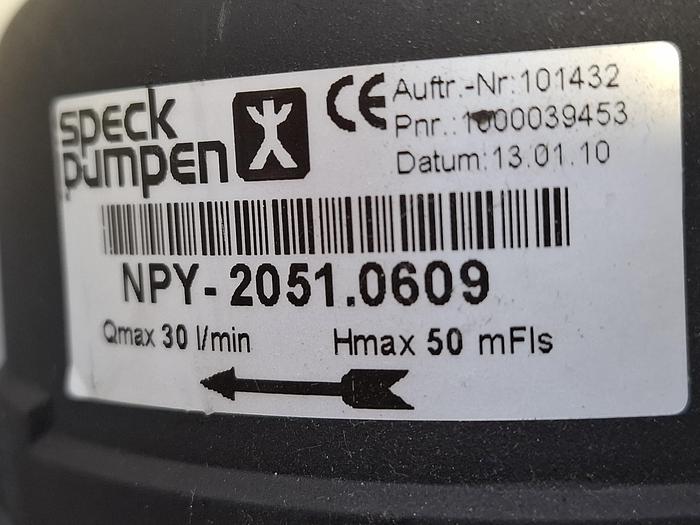 speck
pumpen
CE
Auftr.-Nr:101432
Pnr.:1000039453
Datum:13.01.10
NPY-2051.0609
Qmax 30 l/min Hmax 50 mFls